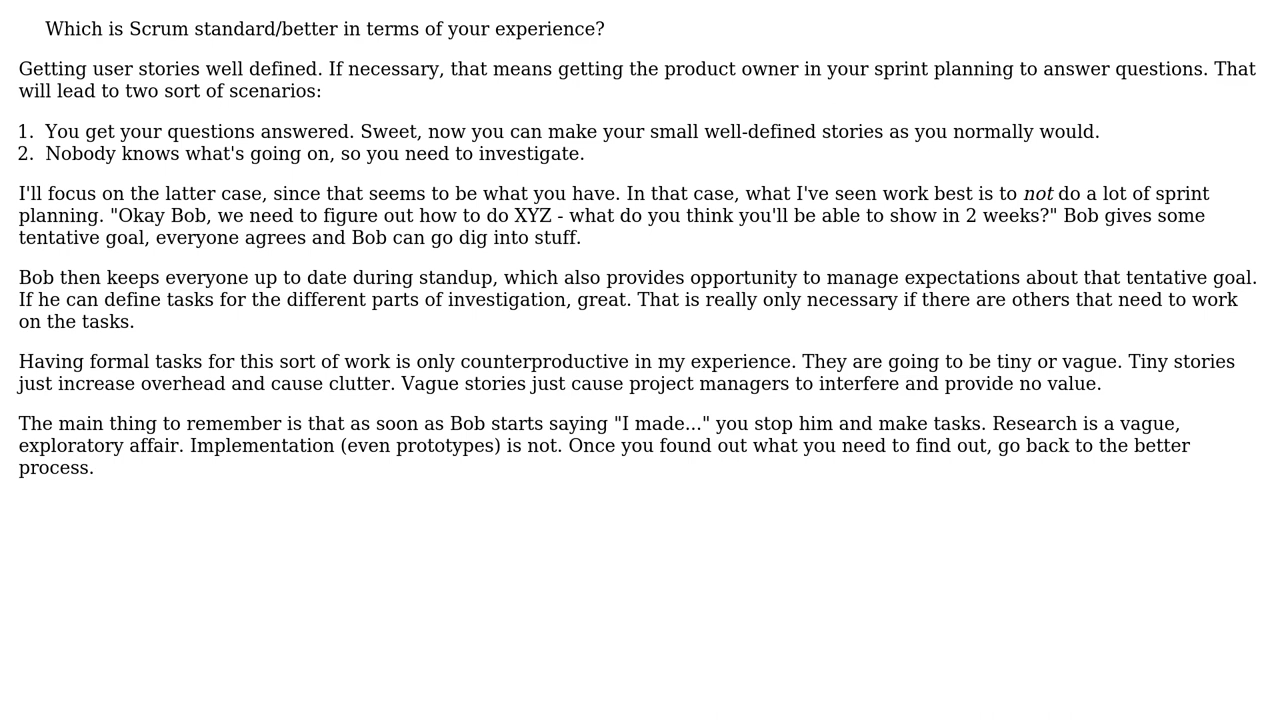 Which is Scrum standard/better in terms of your experience?
Getting user stories well defined. If necessary, that means getting the product owner in your sprint planning to answer questions. That
will lead to two sort of scenarios:
1. You get your questions answered. Sweet, now you can make your small well-defined stories as you normally would.
2. Nobody knows what's going on, so you need to investigate.
I'll focus on the latter case, since that seems to be what you have. In that case, what I've seen work best is to not do a lot of sprint
planning. "Okay Bob, we need to figure out how to do XYZ - what do you think you'll be able to show in 2 weeks?" Bob gives some
tentative goal, everyone agrees and Bob can go dig into stuff.
Bob then keeps everyone up to date during standup, which also provides opportunity to manage expectations about that tentative goal.
If he can define tasks for the different parts of investigation, great. That is really only necessary if there are others that need to work
on the tasks.
Having formal tasks for this sort of work is only counterproductive in my experience. They are going to be tiny or vague. Tiny stories
just increase overhead and cause clutter. Vague stories just cause project managers to interfere and provide no value.
The main thing to remember is that as soon as Bob starts saying "I made..." you stop him and make tasks. Research is a vague,
exploratory affair. Implementation (even prototypes) is not. Once you found out what you need to find out, go back to the better
process.